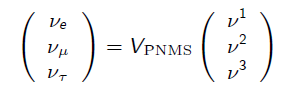 ( ν_e ) = V_PNMS ( ν^1 )
( ν_μ ) ( ν^2 )
( ν_τ ) ( ν^3 )